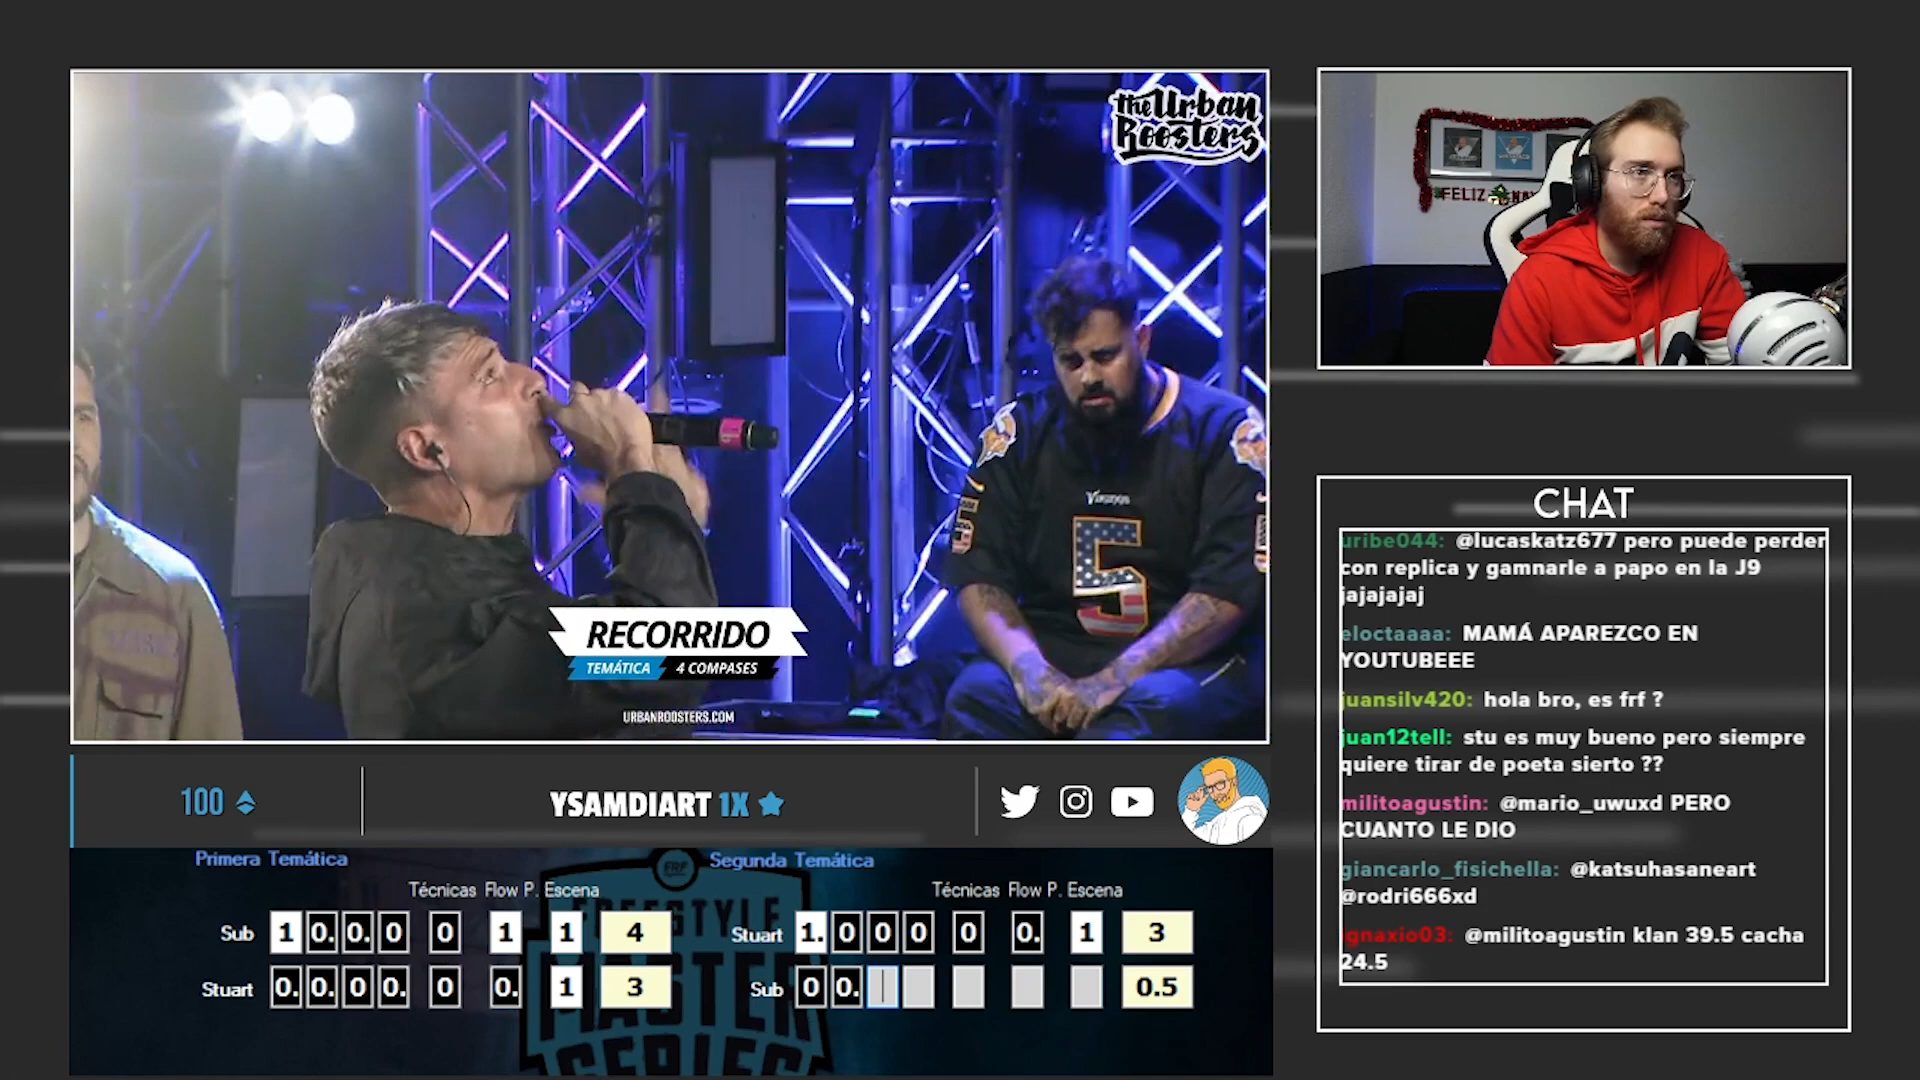 the Urban
Roosters
FELIZ
Vikings
5
5
RECORRIDO
TEMÁTICA
4 COMPASES
URBANROOSTERS.COM
CHAT
uribe044: @lucaskatz677 pero puede perder
con replica y gamnarle a papo en la J9
jajajajaj
eloctaaaa: MAMÁ APAREZCO EN
YOUTUBEEE
juansilv420: hola bro, es frf ?
juan12tell: stu es muy bueno pero siempre
quiere tirar de poeta sierto ??
militoagustin: @mario_uwuxd PERO
CUANTO LE DIO
giancarlo_fisichella: @katsuhasaneart
@rodri666xd
ignaxio03: @militoagustin klan 39.5 cacha
24.5
100
YSAMDIART 1X
Primera Temática
Segunda Temática
Técnicas Flow P. Escena
Técnicas Flow P. Escena
Sub 1 0. 0. 0 0 1 1 4
Stuart 1. 0 0 0 0 0. 1 3
Stuart 0. 0. 0 0. 0 0. 1 3
Sub 0 0. 0.5
FRF
FREESTYLE
MASTER
SERIES